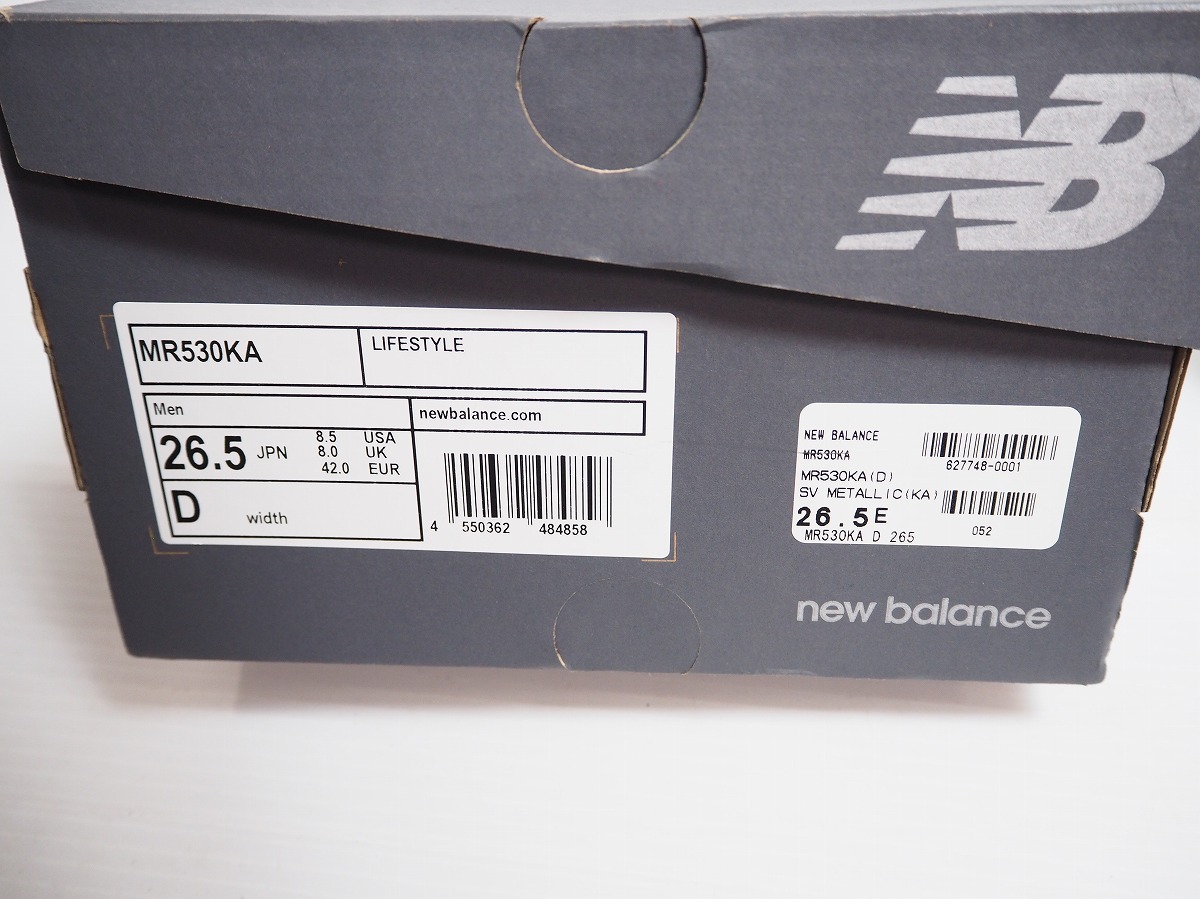 NB
MR530KA
LIFESTYLE
Men
newbalance.com
26.5 JPN
8.5 USA
8.0 UK
42.0 EUR
D width
4 550362 484858
NEW BALANCE
MR530KA
627748-0001
MR530KA(D)
SV METALLIC(KA)
26.5E
052
MR530KA D 265
new balance